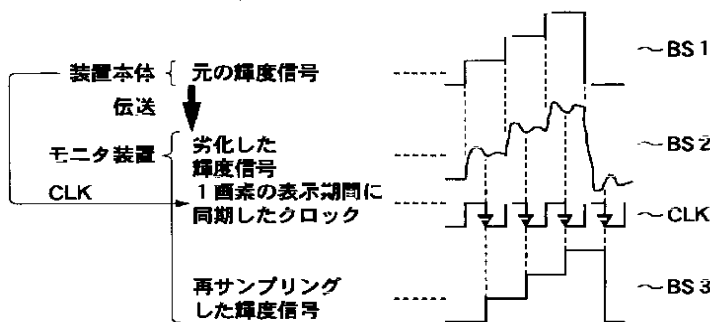 装置本体 元の輝度信号
伝送
モニタ装置
劣化した
輝度信号
CLK
1画素の表示期間に
同期したクロック
再サンプリング
した輝度信号
BS1
BS2
CLK
BS3